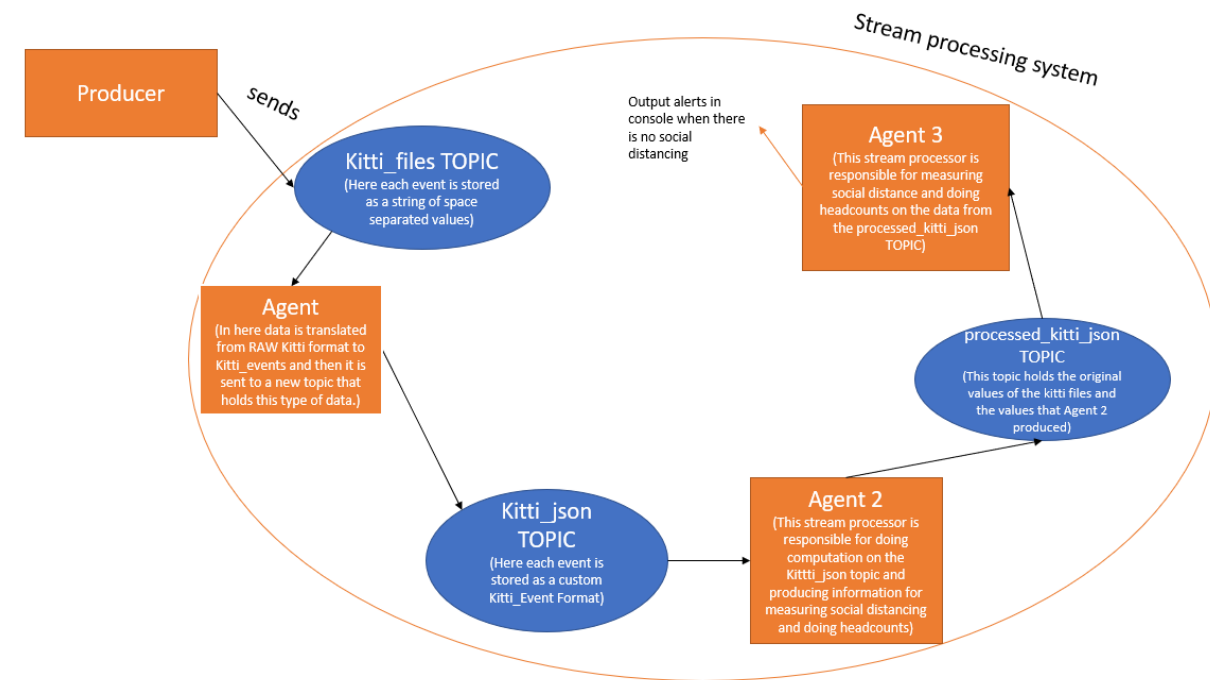 Stream processing system
Producer
sends
Kitti_files TOPIC
(Here each event is stored
as a string of space
separated values)
Agent
(In here data is translated
from RAW Kitti format to
Kitti_events and then it is
sent to a new topic that
holds this type of data.)
Kitti_json
TOPIC
(Here each event is
stored as a custom
Kitti_Event Format)
Agent 2
(This stream processor is
responsible for doing
computation on the
Kittti_json topic and
producing information for
measuring social distancing
and doing headcounts)
processed_kitti_json
TOPIC
(This topic holds the original
values of the kitti files and
the values that Agent 2
produced)
Agent 3
(This stream processor is
responsible for measuring
social distance and doing
headcounts on the data from
the processed_kitti_json
TOPIC)
Output alerts in
console when there
is no social
distancing